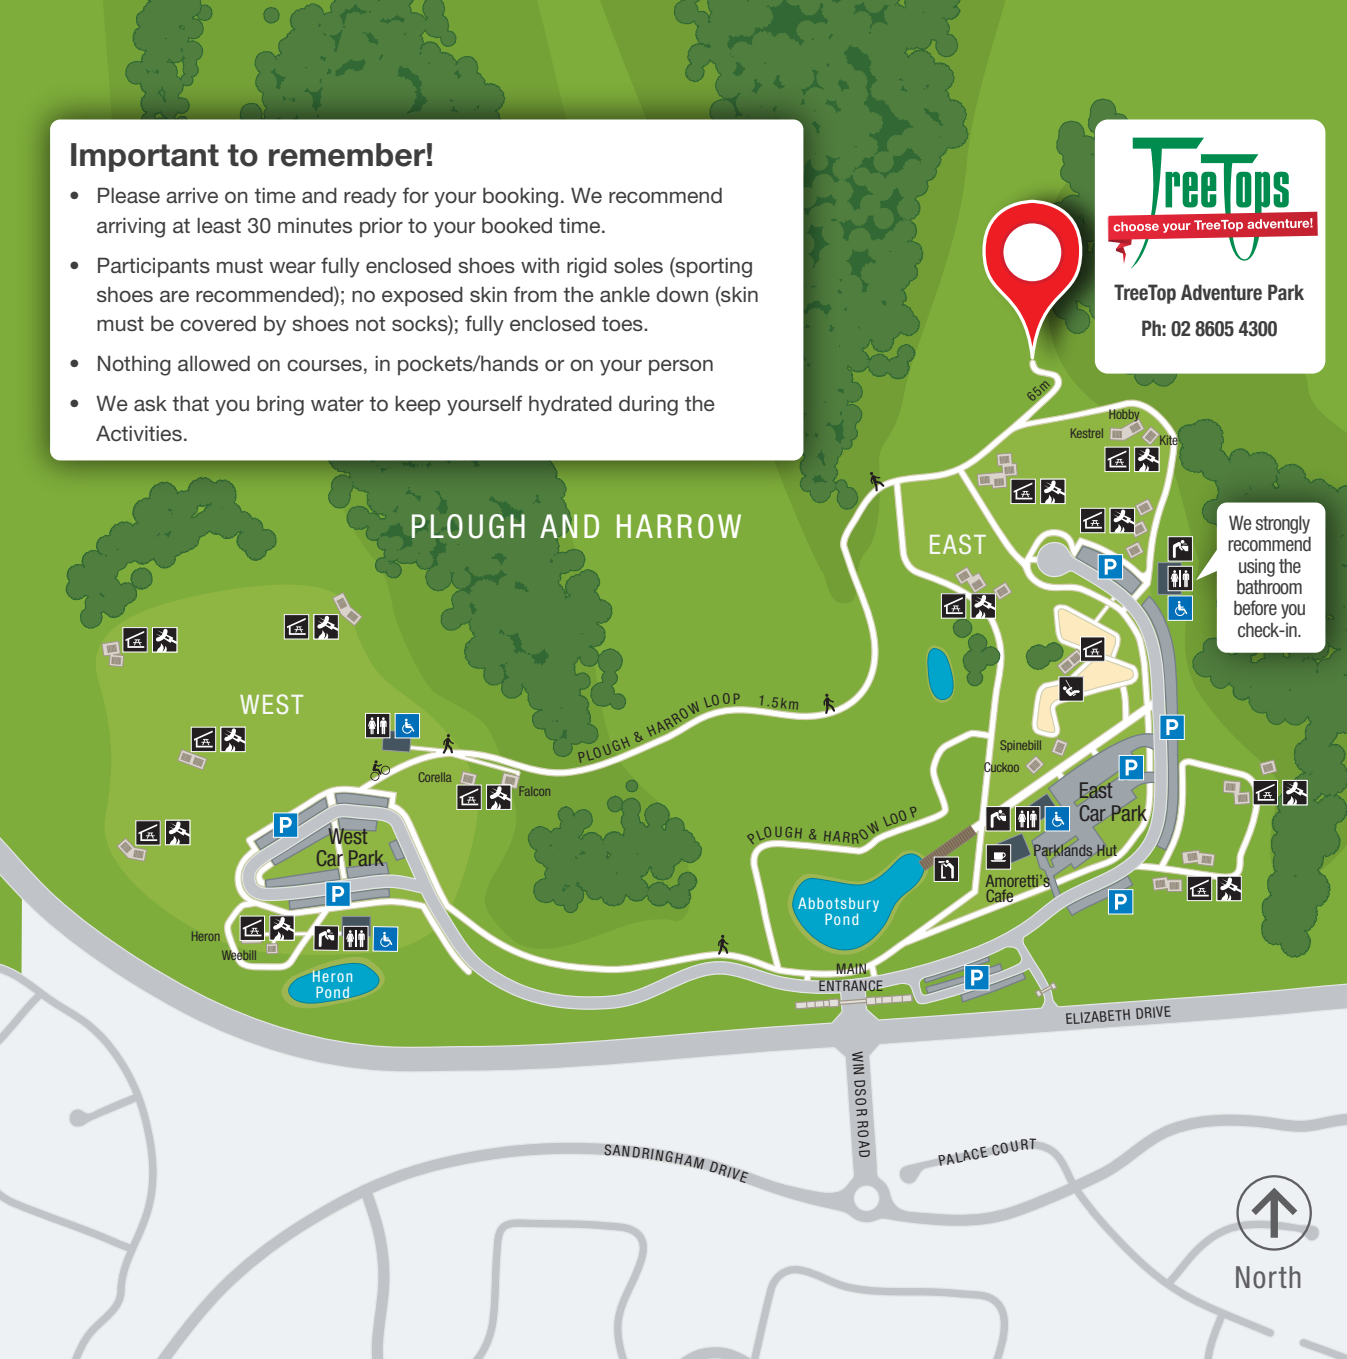 Important to remember!
• Please arrive on time and ready for your booking. We recommend
arriving at least 30 minutes prior to your booked time.
• Participants must wear fully enclosed shoes with rigid soles (sporting
shoes are recommended); no exposed skin from the ankle down (skin
must be covered by shoes not socks); fully enclosed toes.
• Nothing allowed on courses, in pockets/hands or on your person
• We ask that you bring water to keep yourself hydrated during the
Activities.
TreeTops
choose your TreeTop adventure!
TreeTop Adventure Park
Ph: 02 8605 4300
65m
Hobby
Kestrel
Kite
PLOUGH AND HARROW
EAST
We strongly
recommend
using the
bathroom
before you
check-in.
P
WEST
PLOUGH & HARROW LOOP 1.5km
P
Spinebill
Cuckoo
P
Corella
Falcon
East
Car Park
PLOUGH & HARROW LOOP
P
West
Car Park
Parklands Hut
Amoretti's
Cafe
P
P
Abbotsbury
Pond
Heron
Weebill
Heron
Pond
MAIN
ENTRANCE
P
ELIZABETH DRIVE
WINDSOR ROAD
SANDRINGHAM DRIVE
PALACE COURT
North